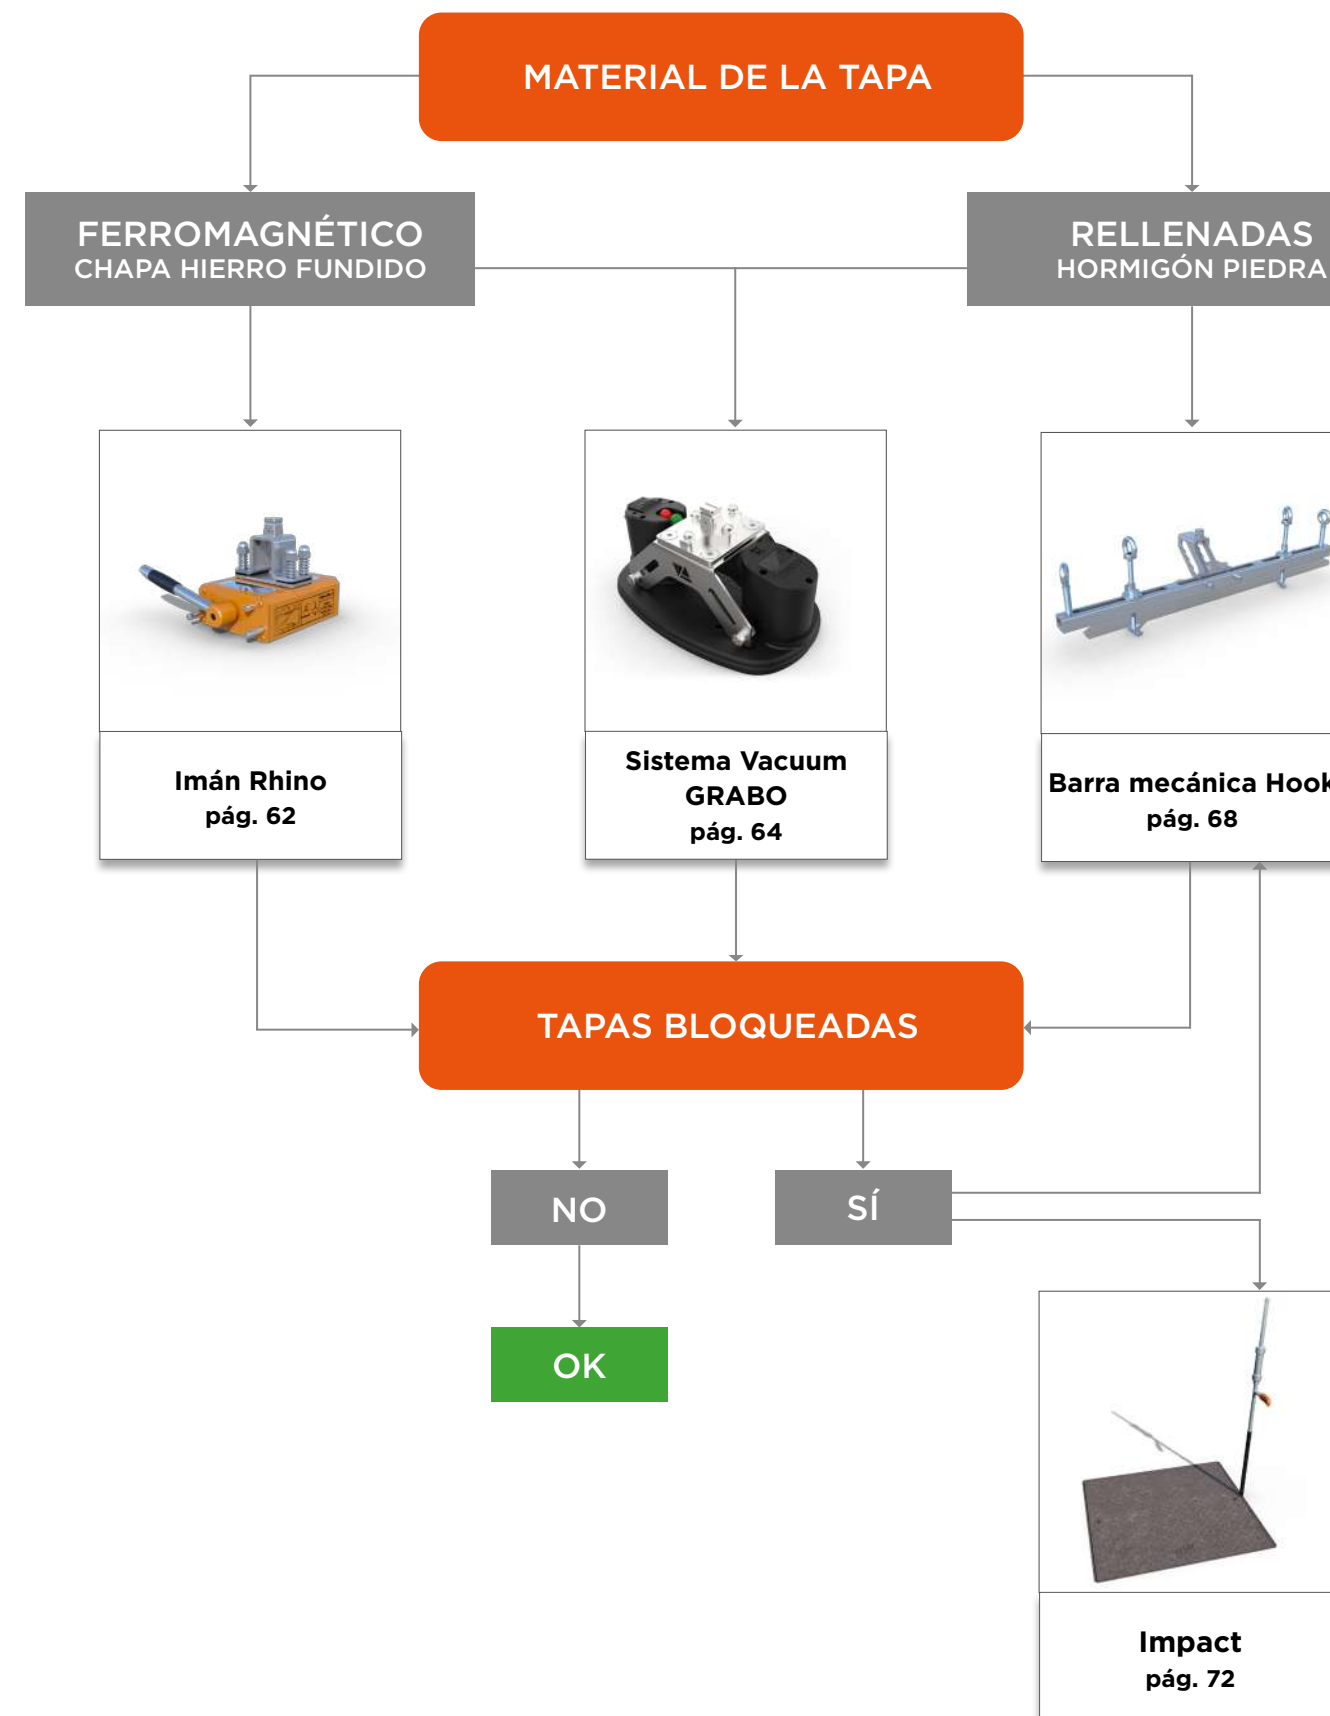 MATERIAL DE LA TAPA
FERROMAGNÉTICO
CHAPA HIERRO FUNDIDO
RELLENADAS
HORMIGÓN PIEDRA
Imán Rhino
pág. 62
Sistema Vacuum
GRABO
pág. 64
Barra mecánica Hook
pág. 68
TAPAS BLOQUEADAS
NO
SÍ
OK
Impact
pág. 72